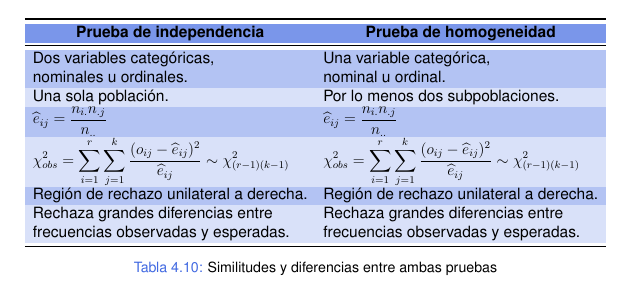 Prueba de independencia Prueba de homogeneidad
Dos variables categóricas, Una variable categórica,
nominales u ordinales. nominal u ordinal.
Una sola población. Por lo menos dos subpoblaciones.
$\widehat{e}_{ij} = \dfrac{n_{i.} n_{.j}}{n_{..}}$ $\widehat{e}_{ij} = \dfrac{n_{i.} n_{.j}}{n_{..}}$
$\chi^2_{obs} = \sum_{i=1}^{r} \sum_{j=1}^{k} \dfrac{(o_{ij} - \widehat{e}_{ij})^2}{\widehat{e}_{ij}} \sim \chi^2_{(r-1)(k-1)}$ $\chi^2_{obs} = \sum_{i=1}^{r} \sum_{j=1}^{k} \dfrac{(o_{ij} - \widehat{e}_{ij})^2}{\widehat{e}_{ij}} \sim \chi^2_{(r-1)(k-1)}$
Región de rechazo unilateral a derecha. Región de rechazo unilateral a derecha.
Rechaza grandes diferencias entre Rechaza grandes diferencias entre
frecuencias observadas y esperadas. frecuencias observadas y esperadas.
Tabla 4.10: Similitudes y diferencias entre ambas pruebas